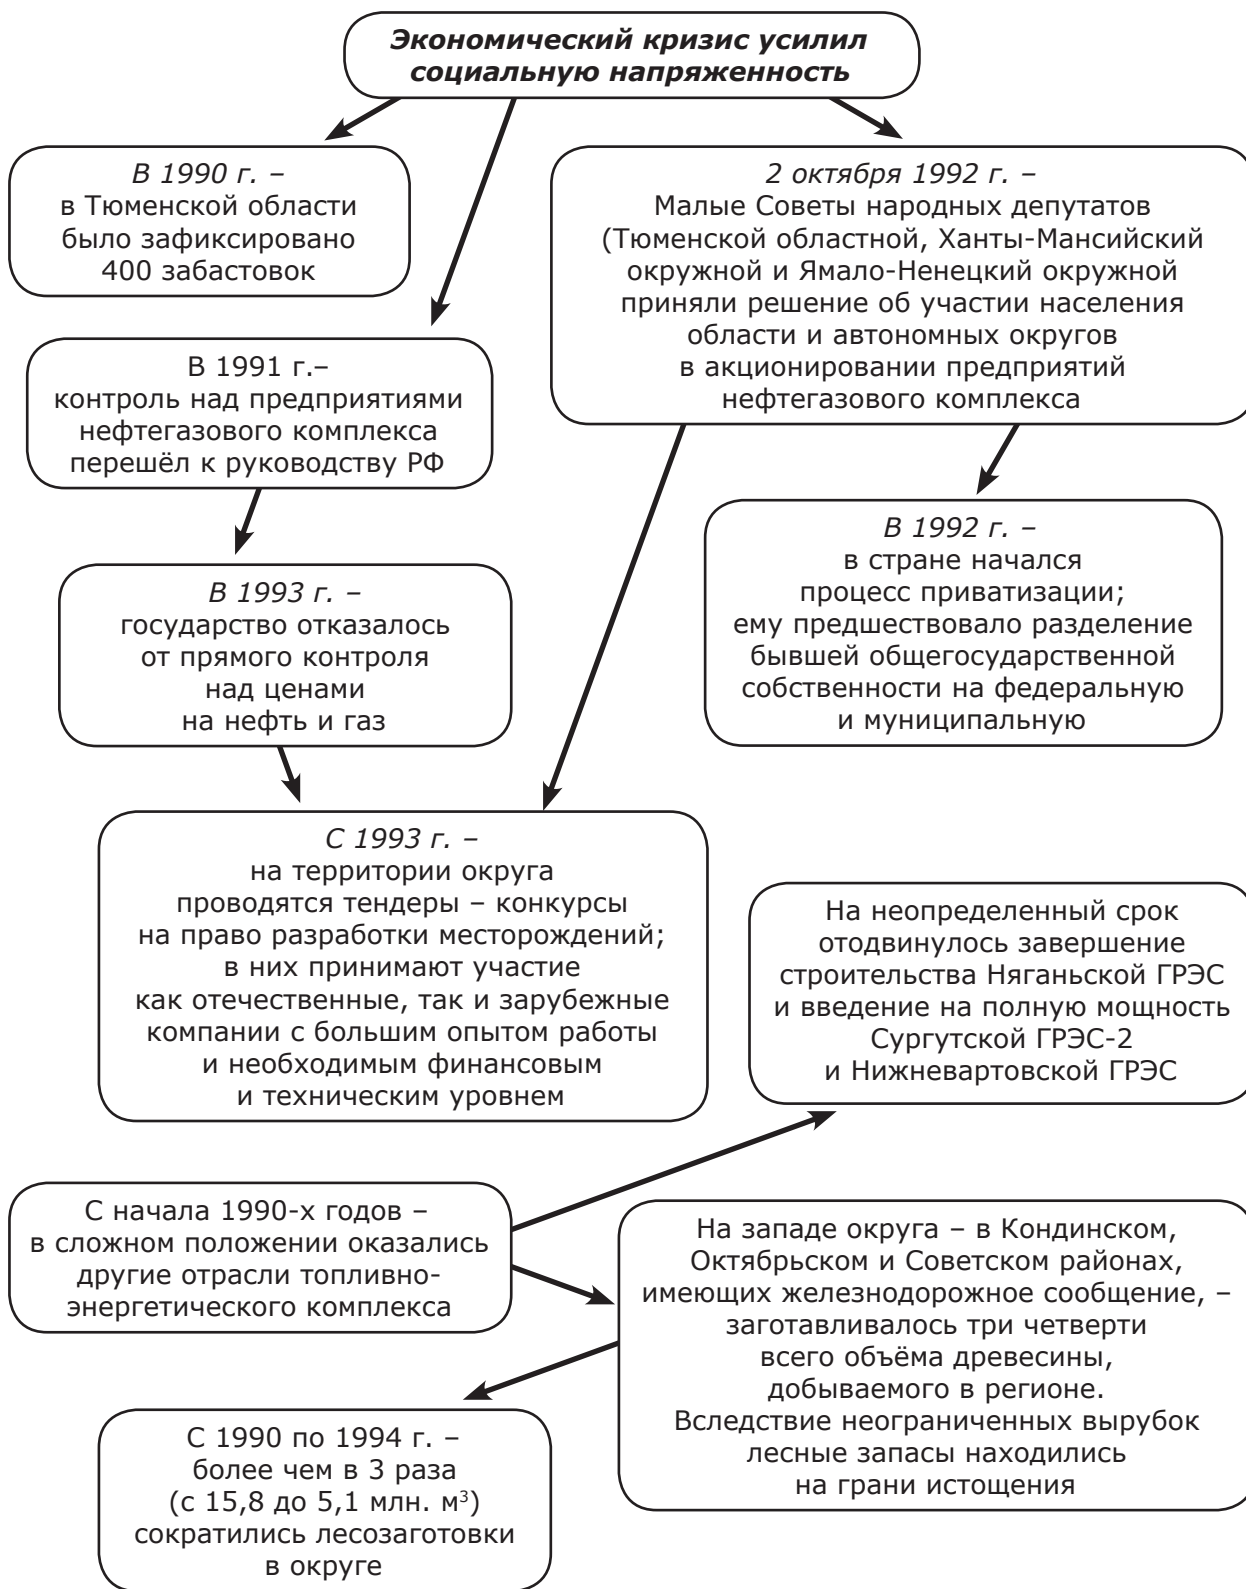 Экономический кризис усилил
социальную напряженность
В 1990 г. –
в Тюменской области
было зафиксировано
400 забастовок
2 октября 1992 г. –
Малые Советы народных депутатов
(Тюменской областной, Ханты-Мансийский
окружной и Ямало-Ненецкий окружной
приняли решение об участии населения
области и автономных округов
в акционировании предприятий
нефтегазового комплекса
В 1991 г.–
контроль над предприятиями
нефтегазового комплекса
перешёл к руководству РФ
В 1992 г. –
в стране начался
процесс приватизации;
ему предшествовало разделение
бывшей общегосударственной
собственности на федеральную
и муниципальную
В 1993 г. –
государство отказалось
от прямого контроля
над ценами
на нефть и газ
С 1993 г. –
на территории округа
проводятся тендеры – конкурсы
на право разработки месторождений;
в них принимают участие
как отечественные, так и зарубежные
компании с большим опытом работы
и необходимым финансовым
и техническим уровнем
На неопределенный срок
отодвинулось завершение
строительства Няганьской ГРЭС
и введение на полную мощность
Сургутской ГРЭС-2
и Нижневартовской ГРЭС
С начала 1990-х годов –
в сложном положении оказались
другие отрасли топливно-
энергетического комплекса
На западе округа – в Кондинском,
Октябрьском и Советском районах,
имеющих железнодорожное сообщение, –
заготавливалось три четверти
всего объёма древесины,
добываемого в регионе.
Вследствие неограниченных вырубок
лесные запасы находились
на грани истощения
С 1990 по 1994 г. –
более чем в 3 раза
(с 15,8 до 5,1 млн. м³)
сократились лесозаготовки
в округе